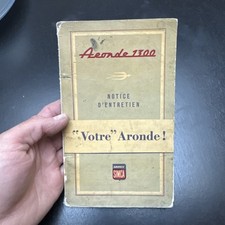 Aronde 1300
NOTICE
D'ENTRETIEN
"Votre" Aronde!
SIMCA